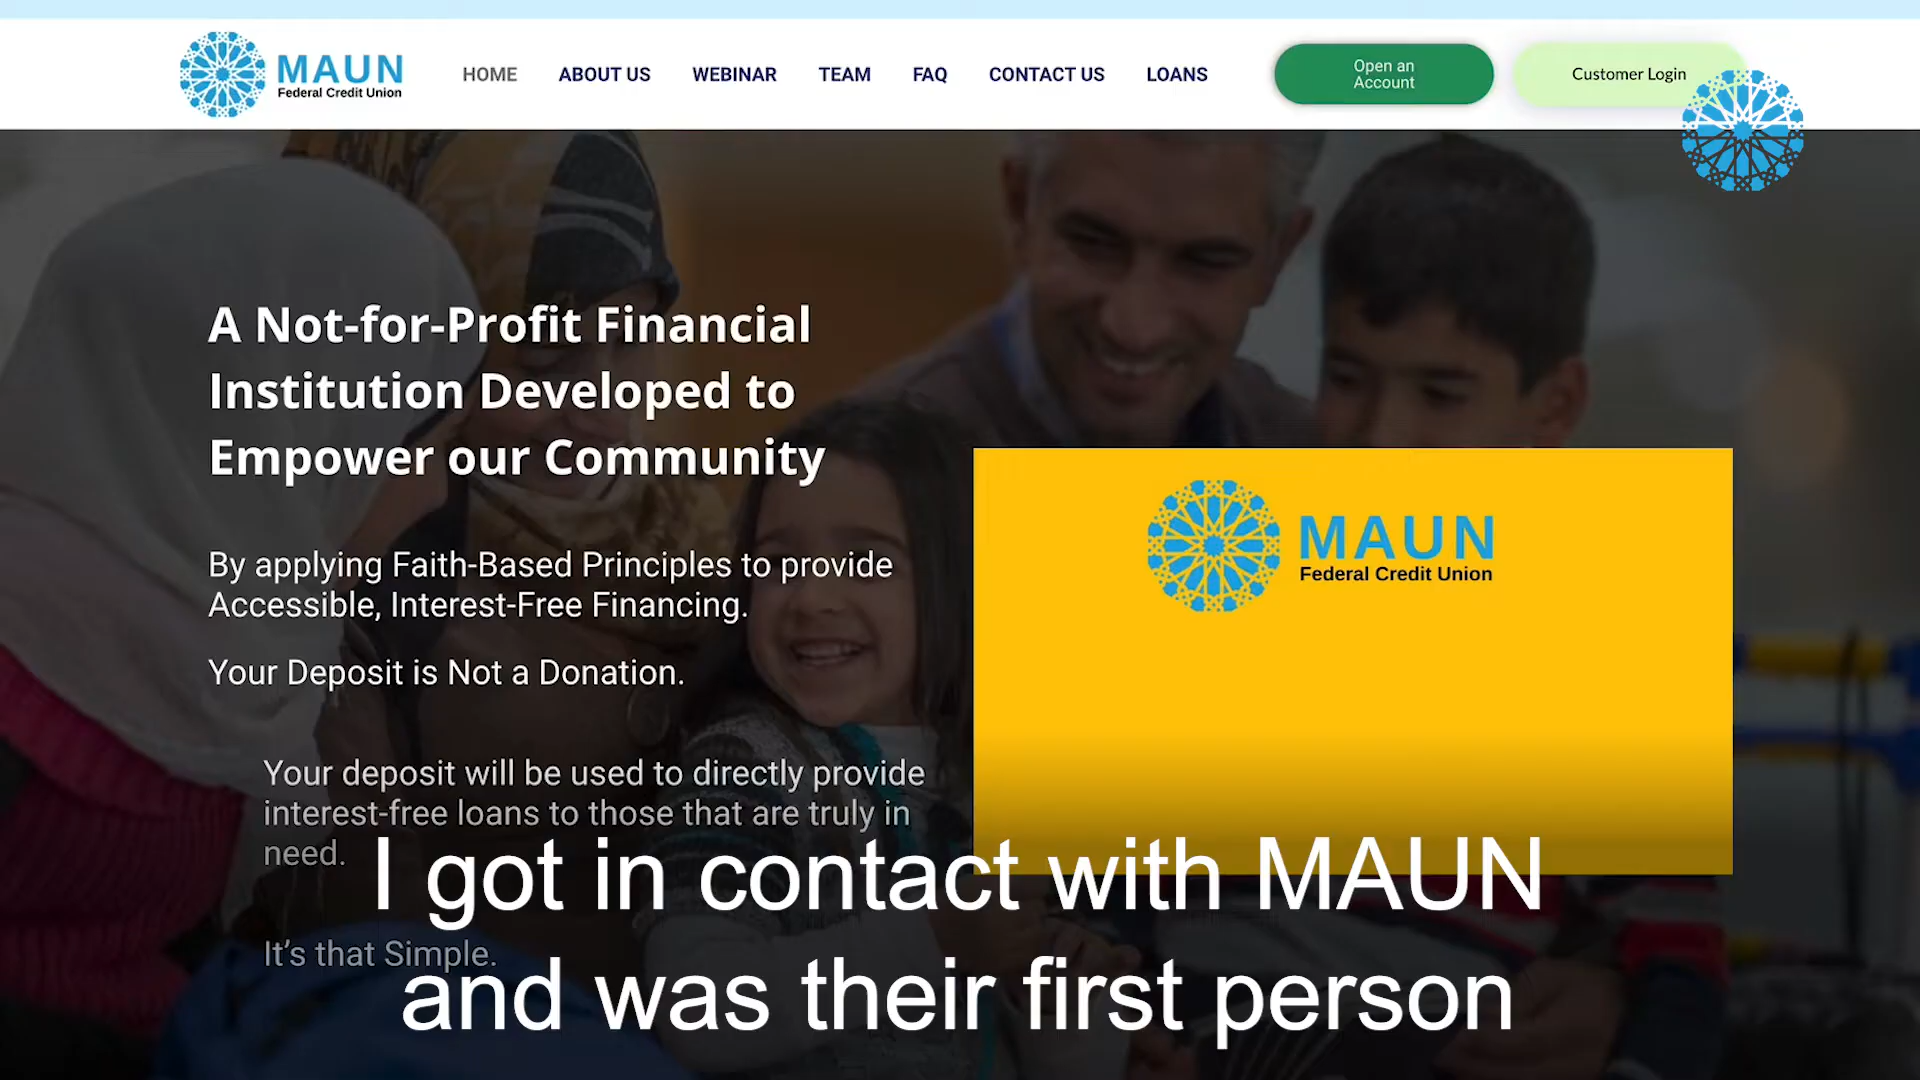 MAUN
Federal Credit Union
HOME
ABOUT US
WEBINAR
TEAM
FAQ
CONTACT US
LOANS
Open an
Account
Customer Login
A Not-for-Profit Financial
Institution Developed to
Empower our Community
By applying Faith-Based Principles to provide
Accessible, Interest-Free Financing.
Your Deposit is Not a Donation.
Your deposit will be used to directly provide
interest-free loans to those that are truly in
need.
It's that Simple.
MAUN
Federal Credit Union
I got in contact with MAUN
and was their first person